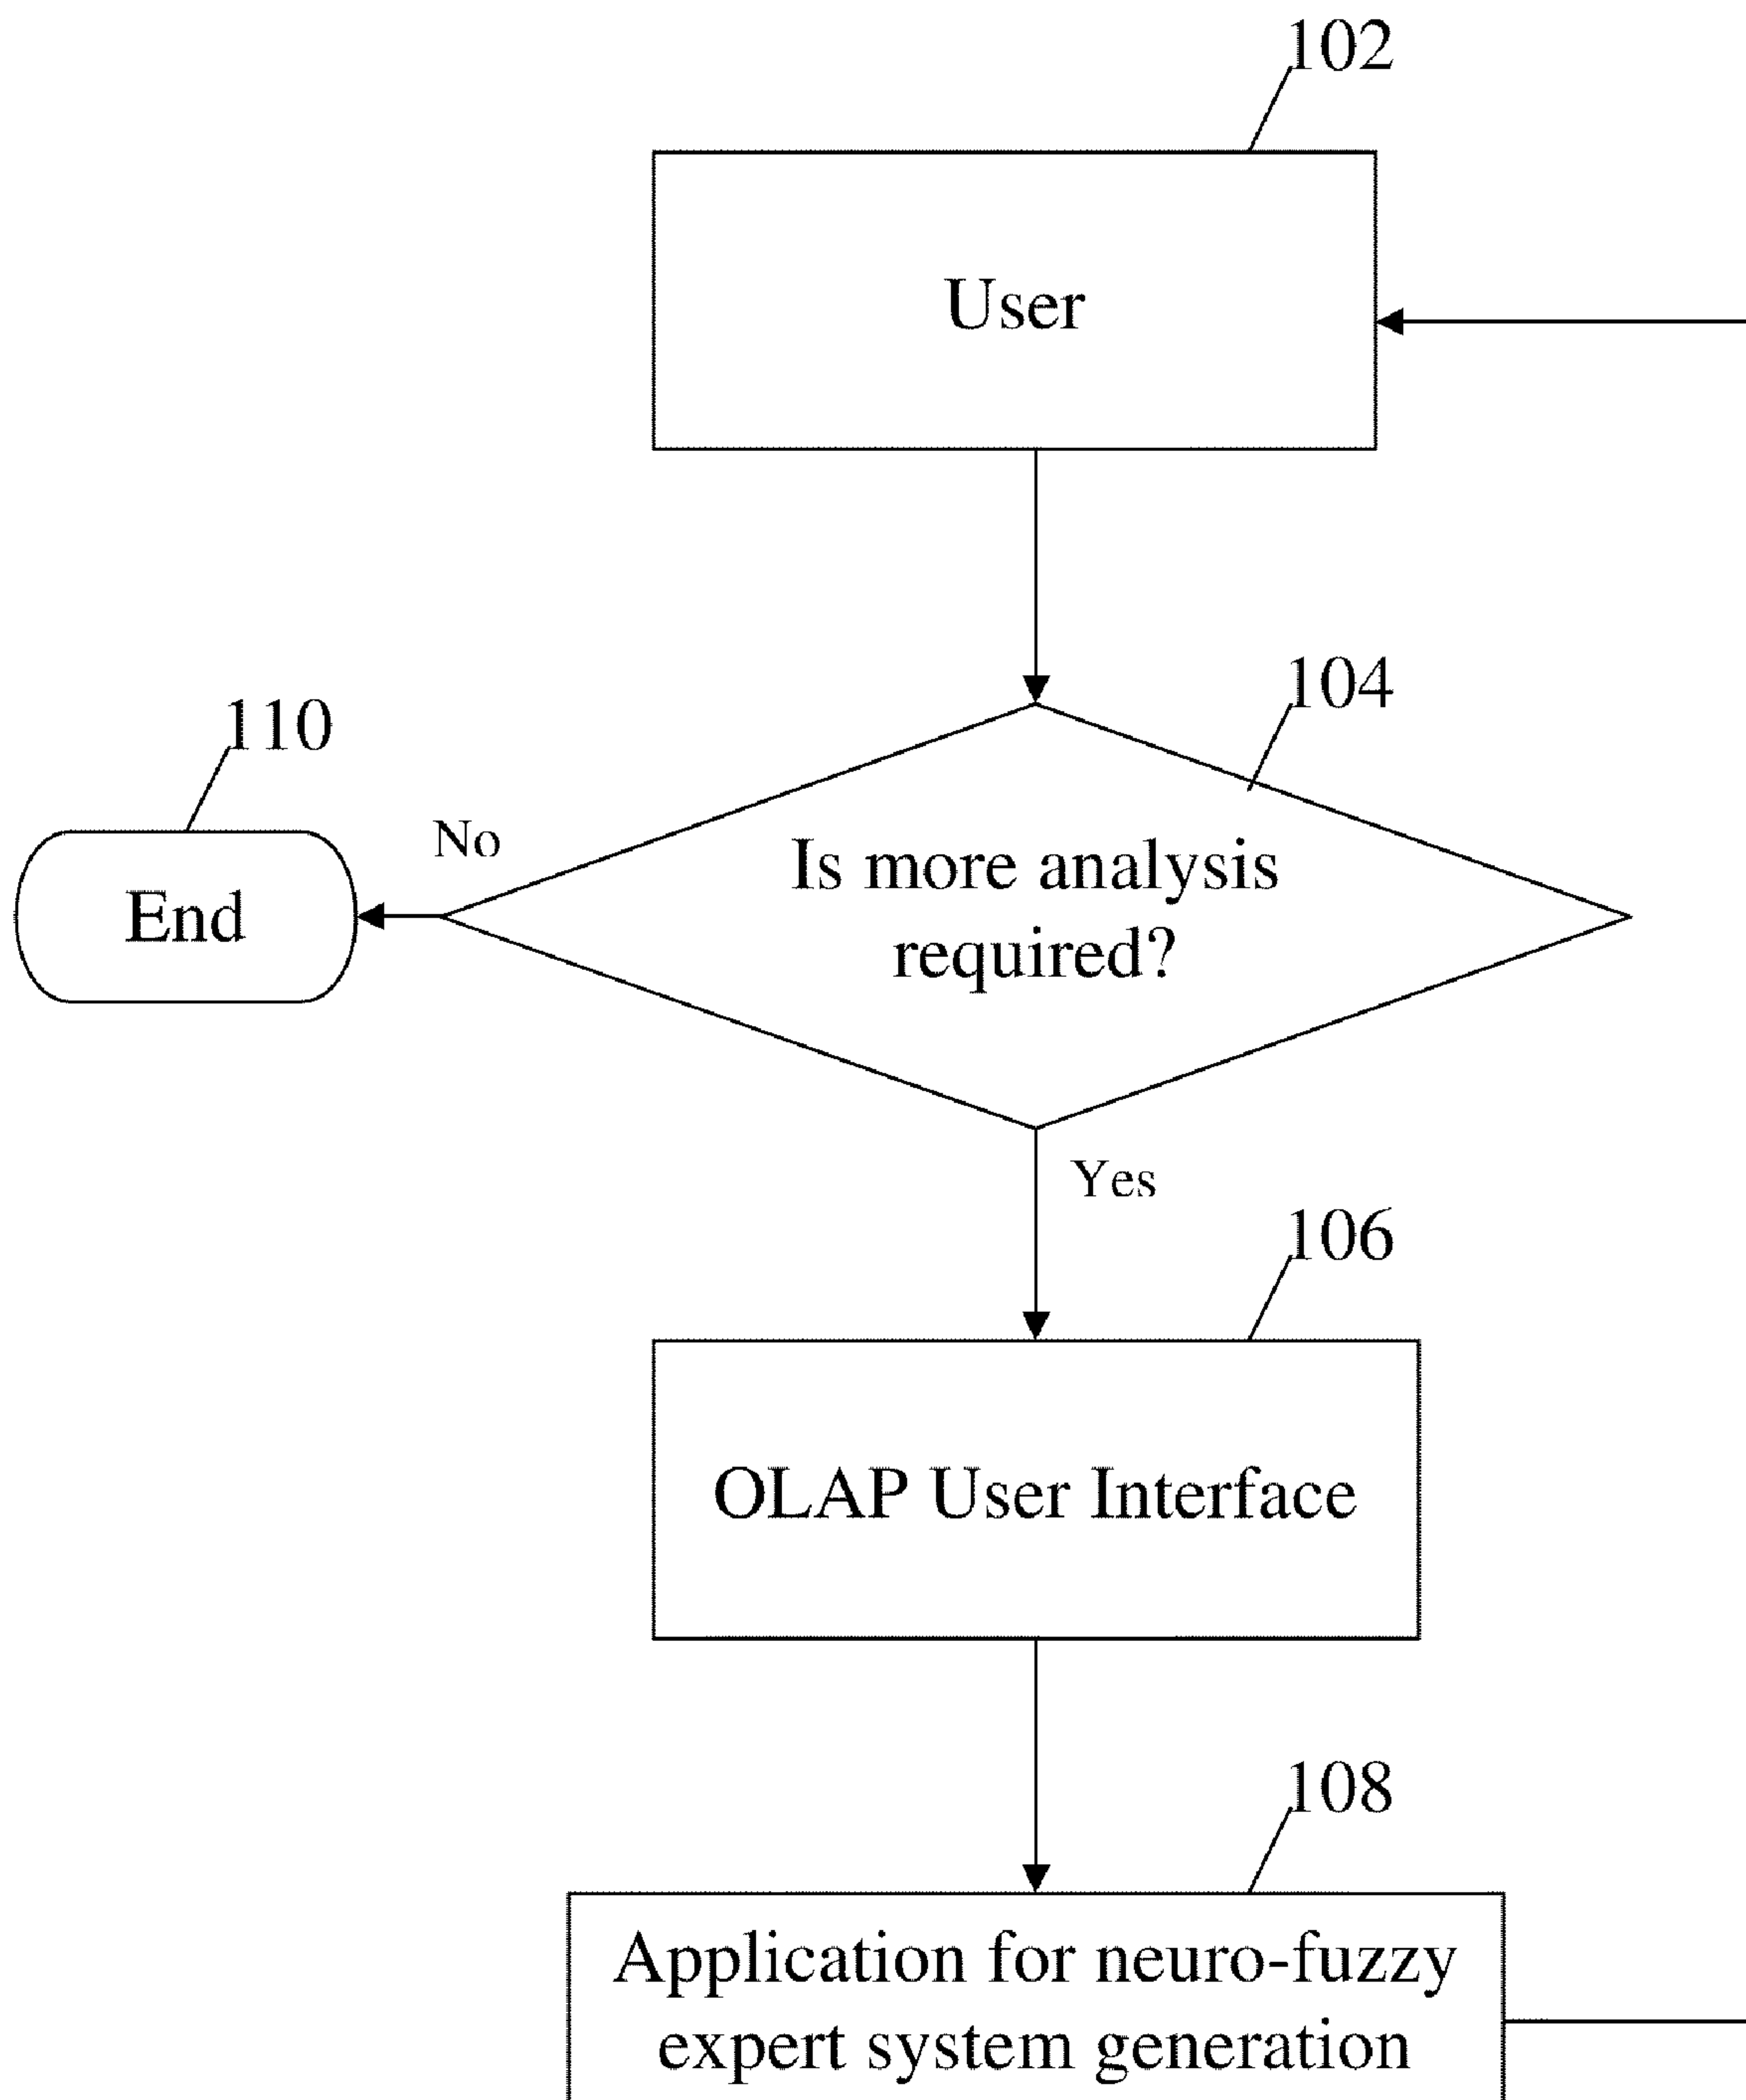 102
User
104
110
No
Is more analysis
required?
End
Yes
106
OLAP User Interface
108
Application for neuro-fuzzy
expert system generation